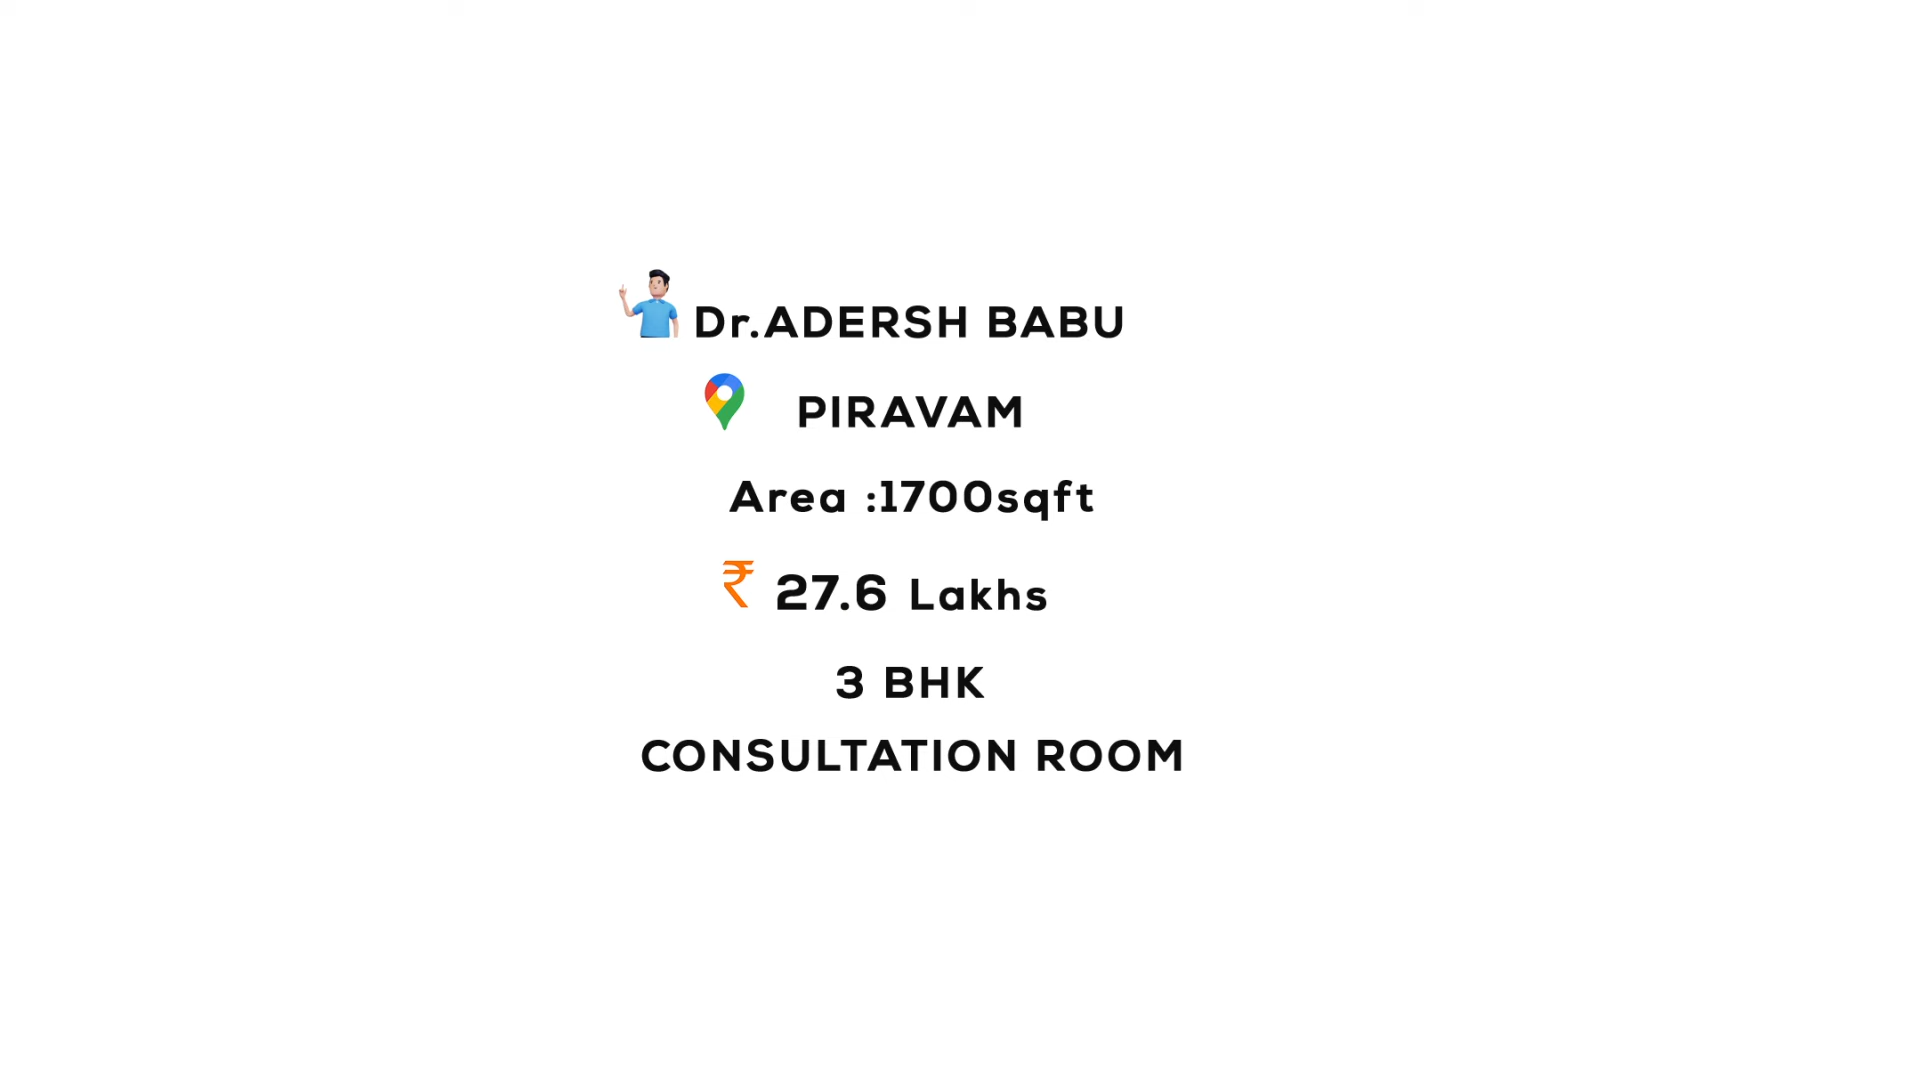 Dr.ADERSH BABU
PIRAVAM
Area :1700sqft
₹ 27.6 Lakhs
3 BHK
CONSULTATION ROOM